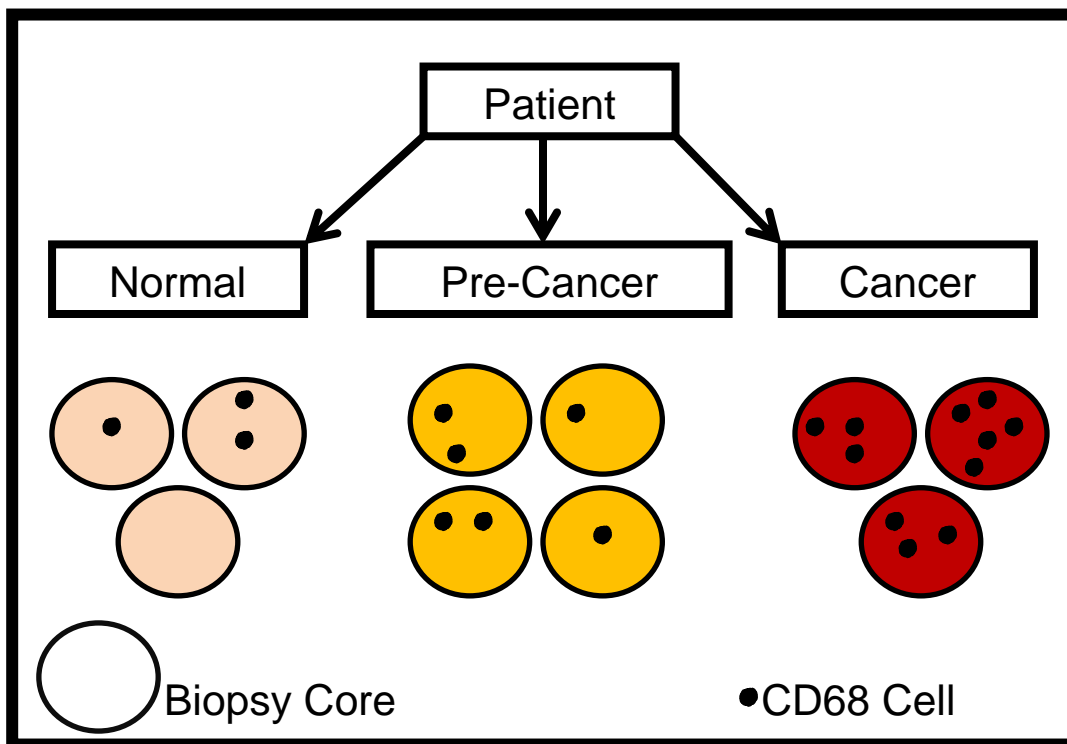 Patient
Normal
Pre-Cancer
Cancer
Biopsy Core
CD68 Cell